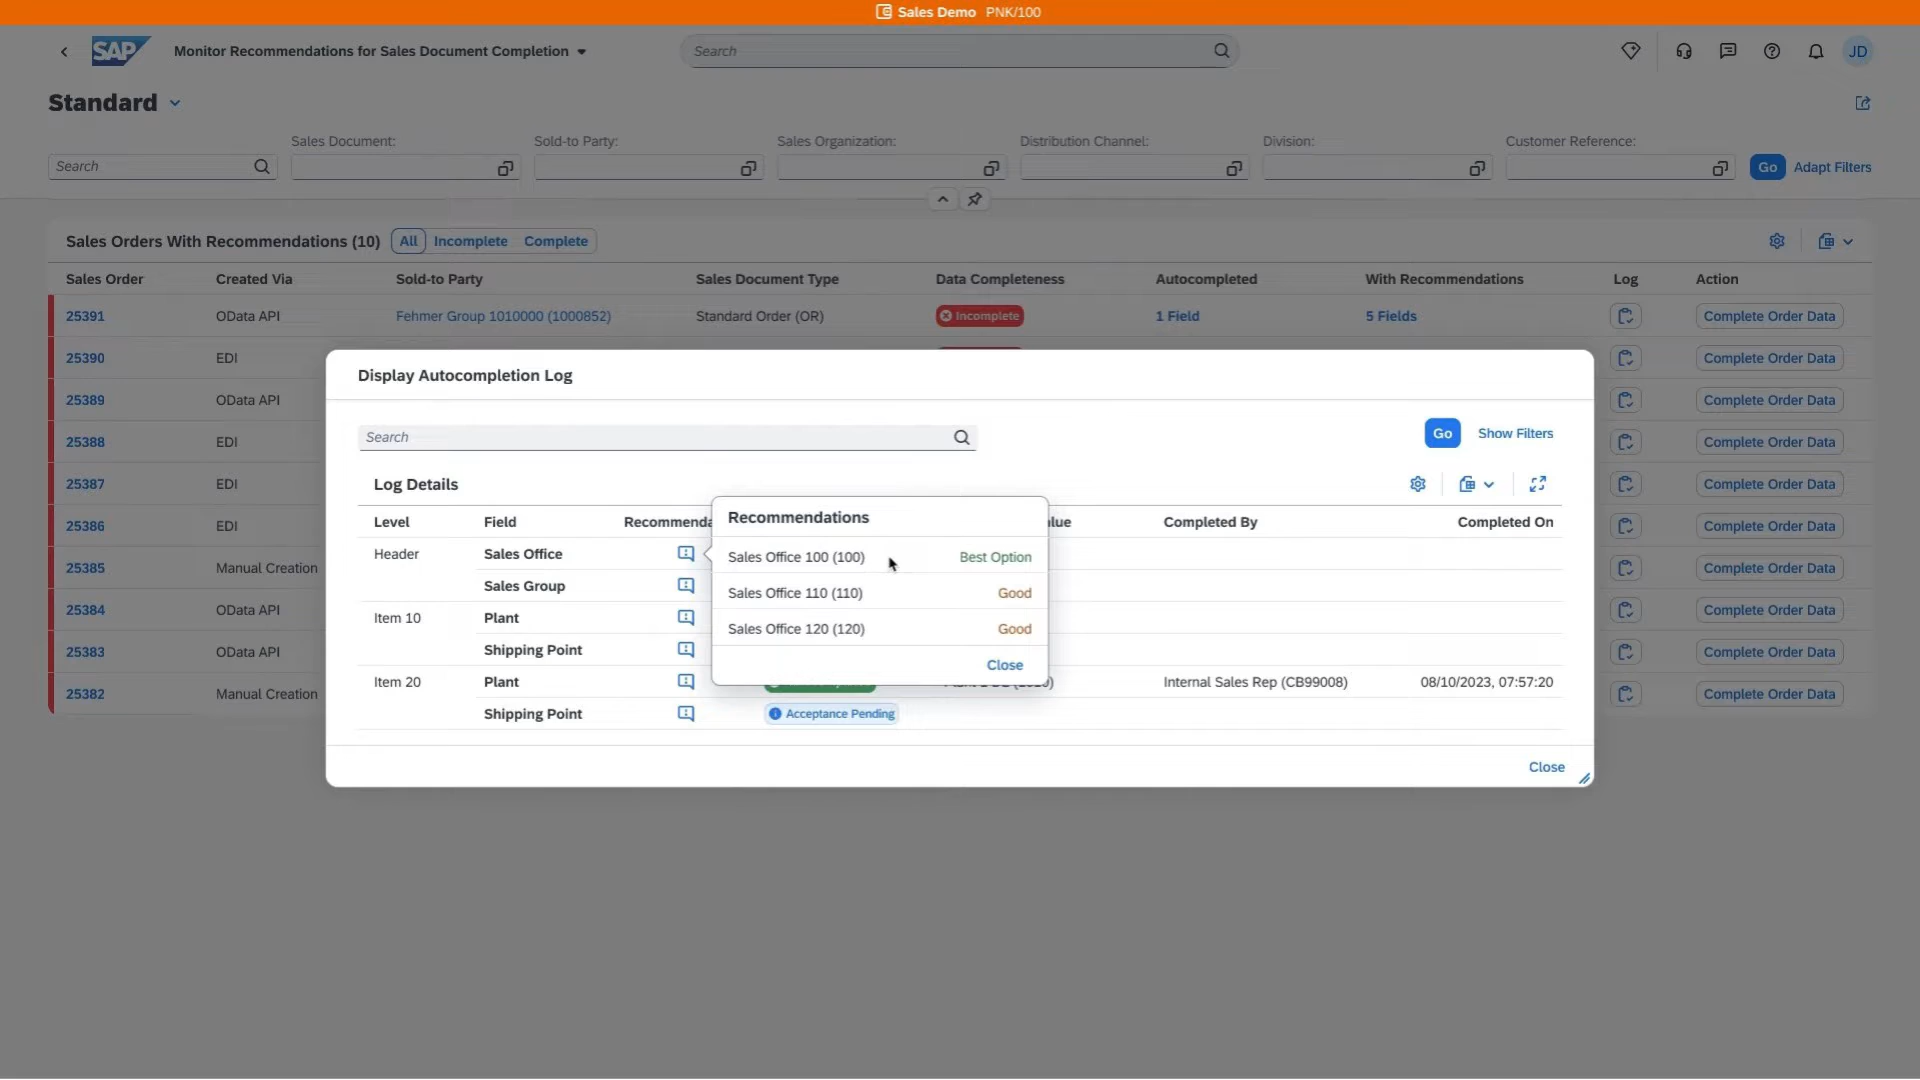 Sales Demo PNK/100
SAP Monitor Recommendations for Sales Document Completion Search JD
Standard
Sales Document: Sold-to Party: Sales Organization: Distribution Channel: Division: Customer Reference:
Search Go Adapt Filters
Sales Orders With Recommendations (10) All Incomplete Complete
Sales Order Created Via Sold-to Party Sales Document Type Data Completeness Autocompleted With Recommendations Log Action
25391 OData API Fehmer Group 1010000 (1000852) Standard Order (OR) Incomplete 1 Field 5 Fields Complete Order Data
25390 EDI Complete Order Data
25389 OData API Complete Order Data
25388 EDI Complete Order Data
25387 EDI Complete Order Data
25386 EDI Complete Order Data
25385 Manual Creation Complete Order Data
25384 OData API Complete Order Data
25383 OData API Complete Order Data
25382 Manual Creation Complete Order Data
Display Autocompletion Log
Search Go Show Filters
Log Details
Level Field Completed By Completed On
Header Sales Office
Sales Group
Item 10 Plant
Shipping Point
Item 20 Plant Internal Sales Rep (CB99008) 08/10/2023, 07:57:20
Shipping Point Acceptance Pending
Recommendations
Sales Office 100 (100) Best Option
Sales Office 110 (110) Good
Sales Office 120 (120) Good
Close
Close